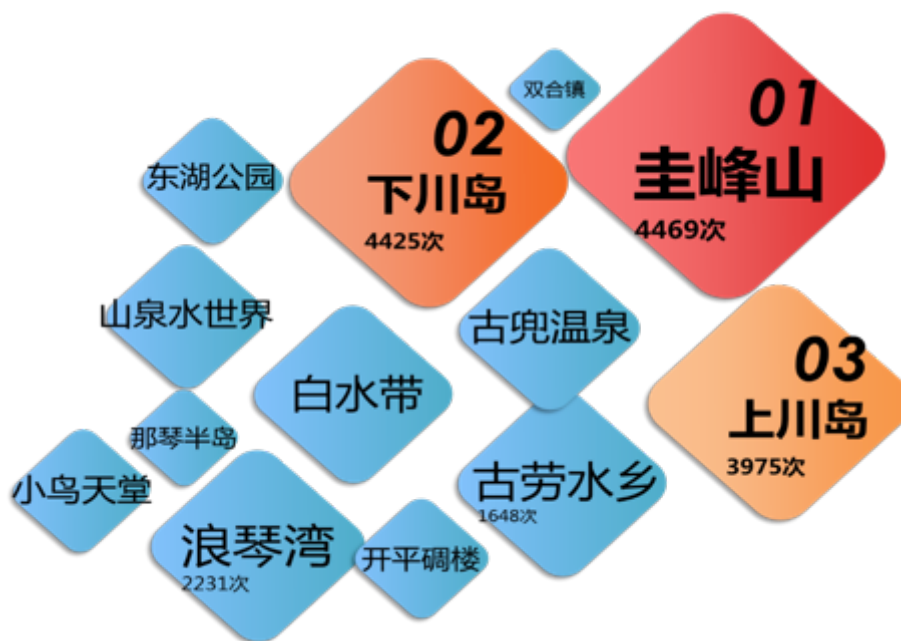 双合镇
01
圭峰山
4469次
02
下川岛
4425次
东湖公园
山泉水世界
古兜温泉
白水带
03
上川岛
3975次
那琴半岛
小鸟天堂
古劳水乡
1648次
浪琴湾
2231次
开平碉楼